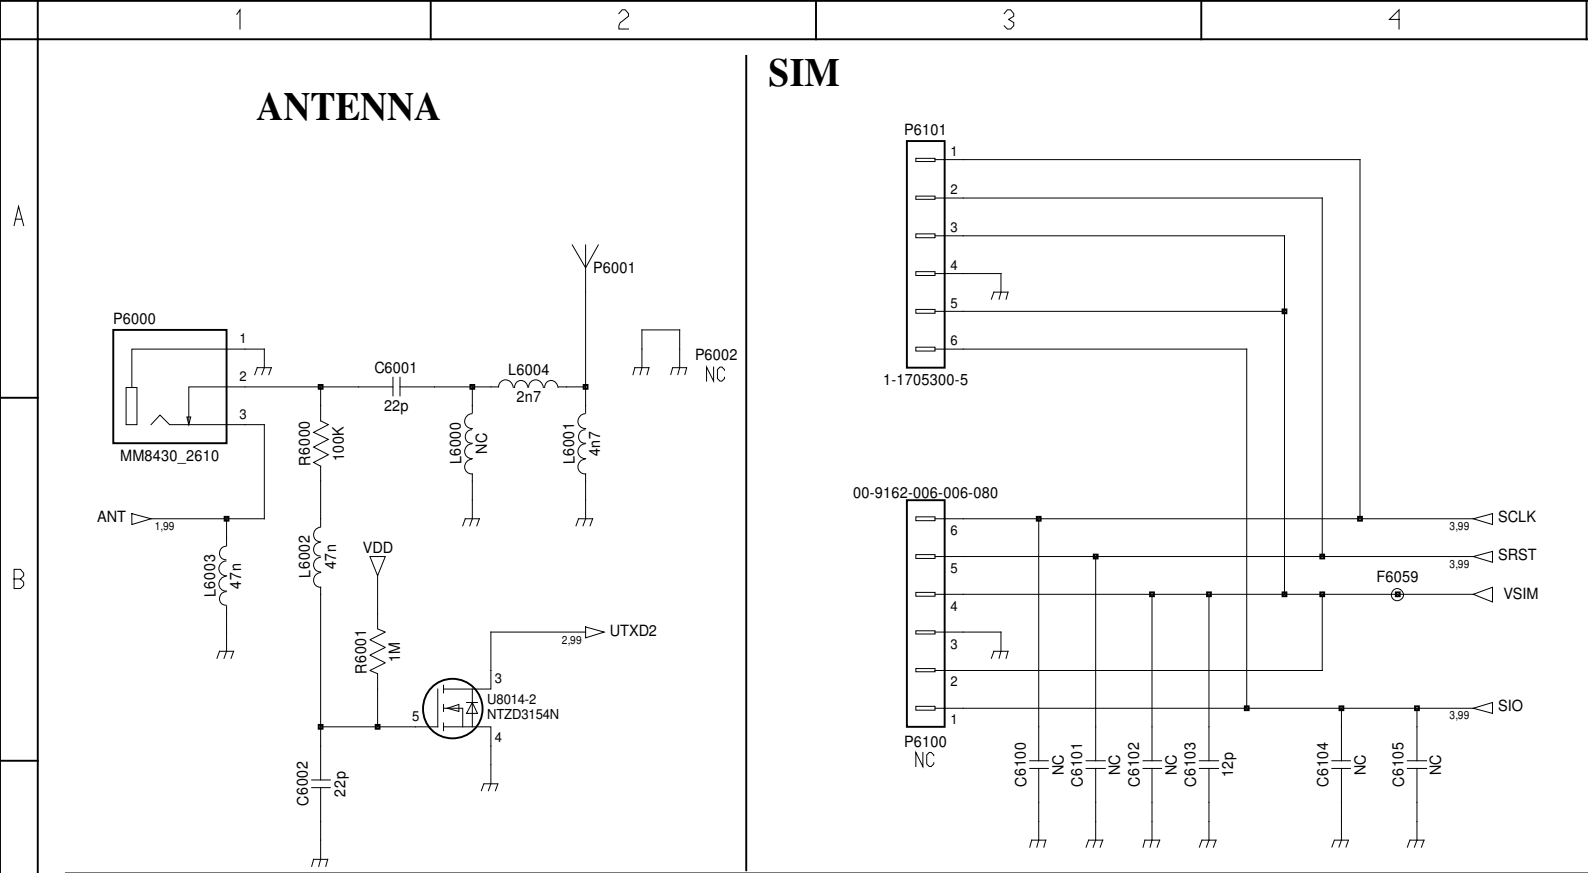 1
2
3
4
A
B
ANTENNA
P6000
1
2
3
MM8430_2610
ANT
1,99
L6003
47n
R6000
100K
L6002
47n
C6001
22p
L6000
NC
L6004
2n7
L6001
4n7
P6001
P6002
NC
VDD
R6001
1M
UTXD2
2,99
3
U8014-2
NTZD3154N
5
4
C6002
22p
SIM
P6101
1
2
3
4
5
6
1-1705300-5
00-9162-006-006-080
6
5
4
3
2
1
P6100
NC
SCLK
3,99
SRST
3,99
F6059
VSIM
SIO
3,99
C6100
NC
C6101
NC
C6102
NC
C6103
12p
C6104
NC
C6105
NC